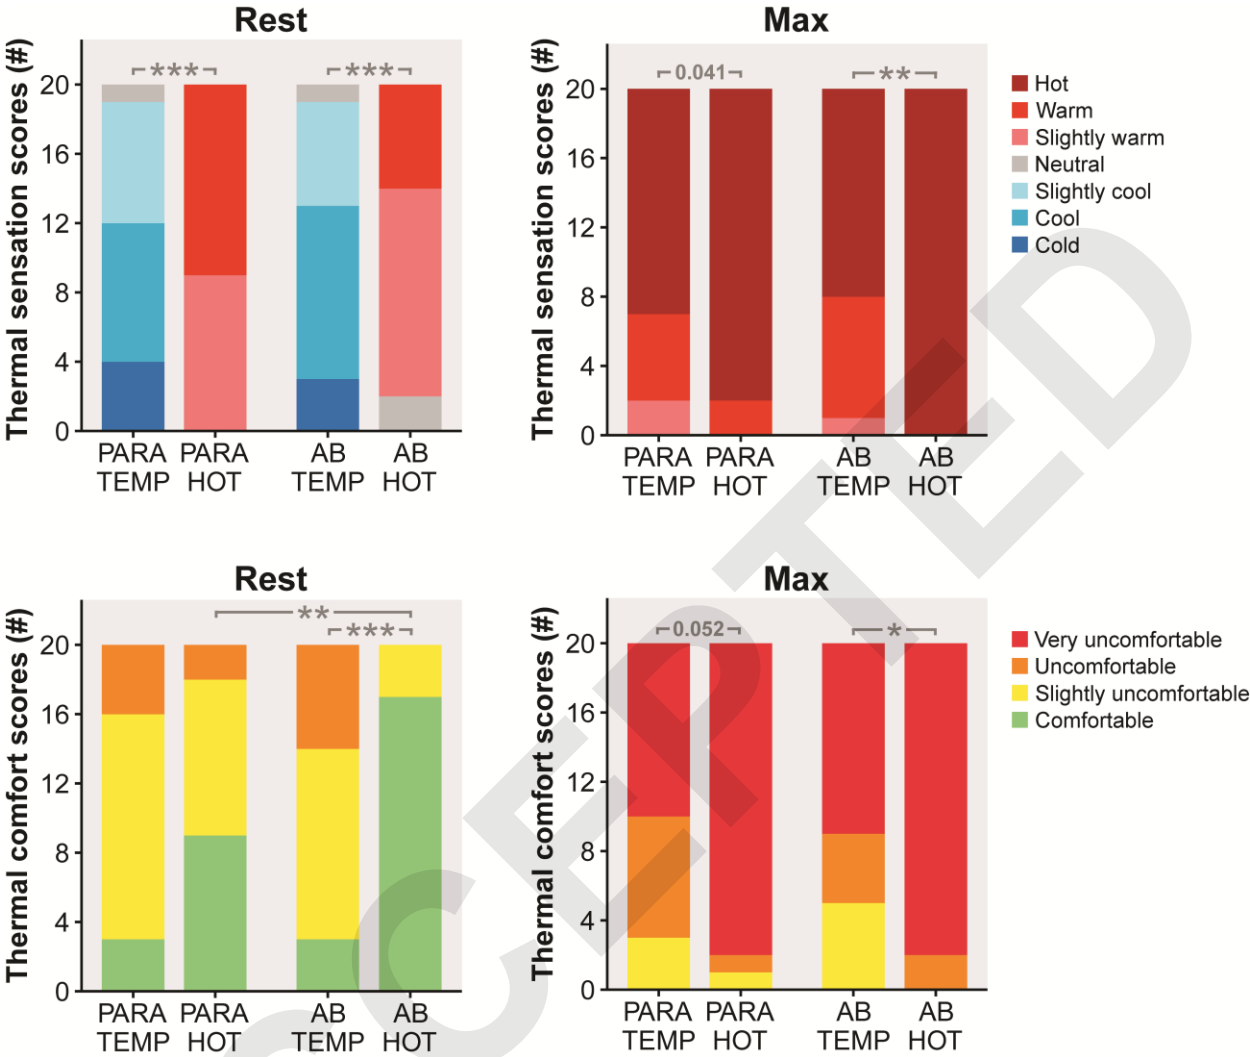 Rest
Thermal sensation scores (#)
20
16
12
8
4
0
***
***
PARA TEMP
PARA HOT
AB TEMP
AB HOT
Max
Thermal sensation scores (#)
20
16
12
8
4
0
0.041
**
PARA TEMP
PARA HOT
AB TEMP
AB HOT
Hot
Warm
Slightly warm
Neutral
Slightly cool
Cool
Cold
Rest
Thermal comfort scores (#)
20
16
12
8
4
0
**
***
PARA TEMP
PARA HOT
AB TEMP
AB HOT
Max
Thermal comfort scores (#)
20
16
12
8
4
0
0.052
*
PARA TEMP
PARA HOT
AB TEMP
AB HOT
Very uncomfortable
Uncomfortable
Slightly uncomfortable
Comfortable
CCEPTED